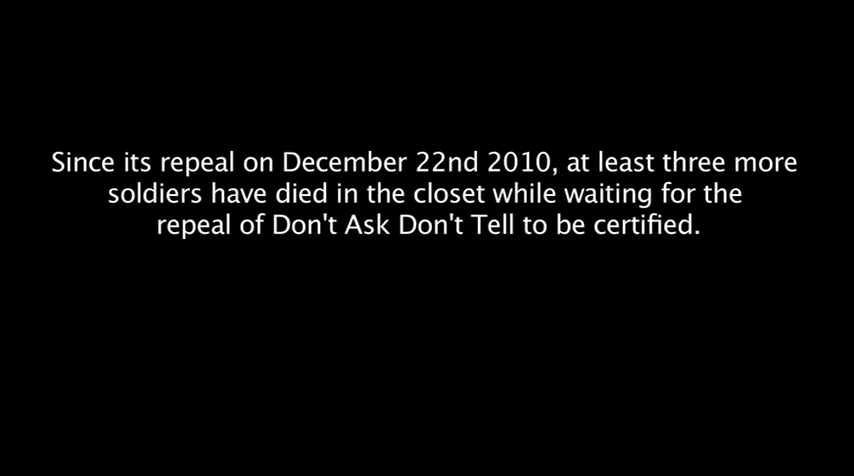 Since its repeal on December 22nd 2010, at least three more
soldiers have died in the closet while waiting for the
repeal of Don't Ask Don't Tell to be certified.